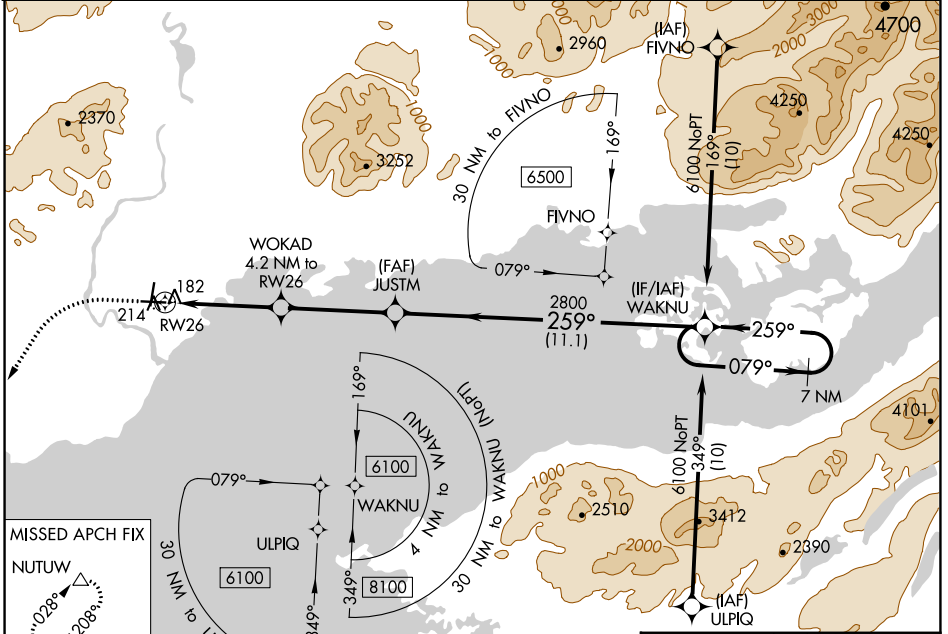 (IAF)
FIVNO
3000
2000
4700
2960
1000
1000
2370
3252
4250
4250
30 NM to FIVNO
169°
6500
FIVNO
079°
6100 NoPT
169°
(10)
WOKAD
4.2 NM to
RW26
(FAF)
JUSTM
2800
259°
(11.1)
(IF/IAF)
WAKNU
259°
079°
7 NM
182
214
RW26
169°
30 NM to WAKNU (NoPT)
4 NM to WAKNU
6100
WAKNU
349°
8100
079°
ULPIQ
30 NM to
6100
349°
6100 NoPT
349°
(10)
4101
1000
2510
3412
2000
2390
(IAF)
ULPIQ
MISSED APCH FIX
NUTUW
028°
208°